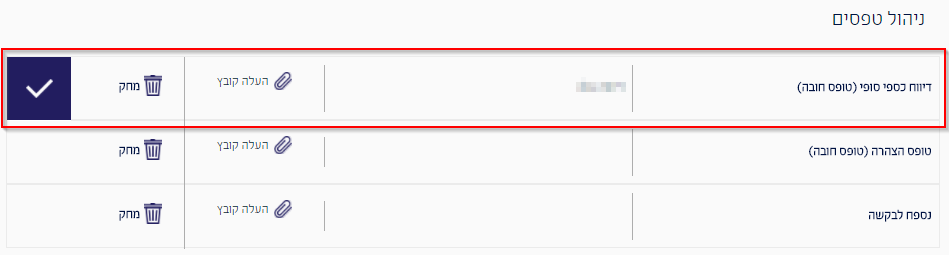 ניהול טפסים
דיווח כספי סופי (טופס חובה) העלה קובץ מחק
טופס הצהרה (טופס חובה) העלה קובץ מחק
נספח לבקשה העלה קובץ מחק